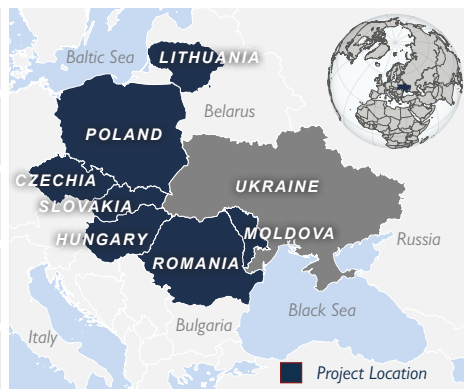 Baltic Sea
LITHUANIA
Belarus
POLAND
CZECHIA
UKRAINE
SLOVAKIA
HUNGARY
MOLDOVA
Russia
ROMANIA
Black Sea
Bulgaria
Italy
Project Location